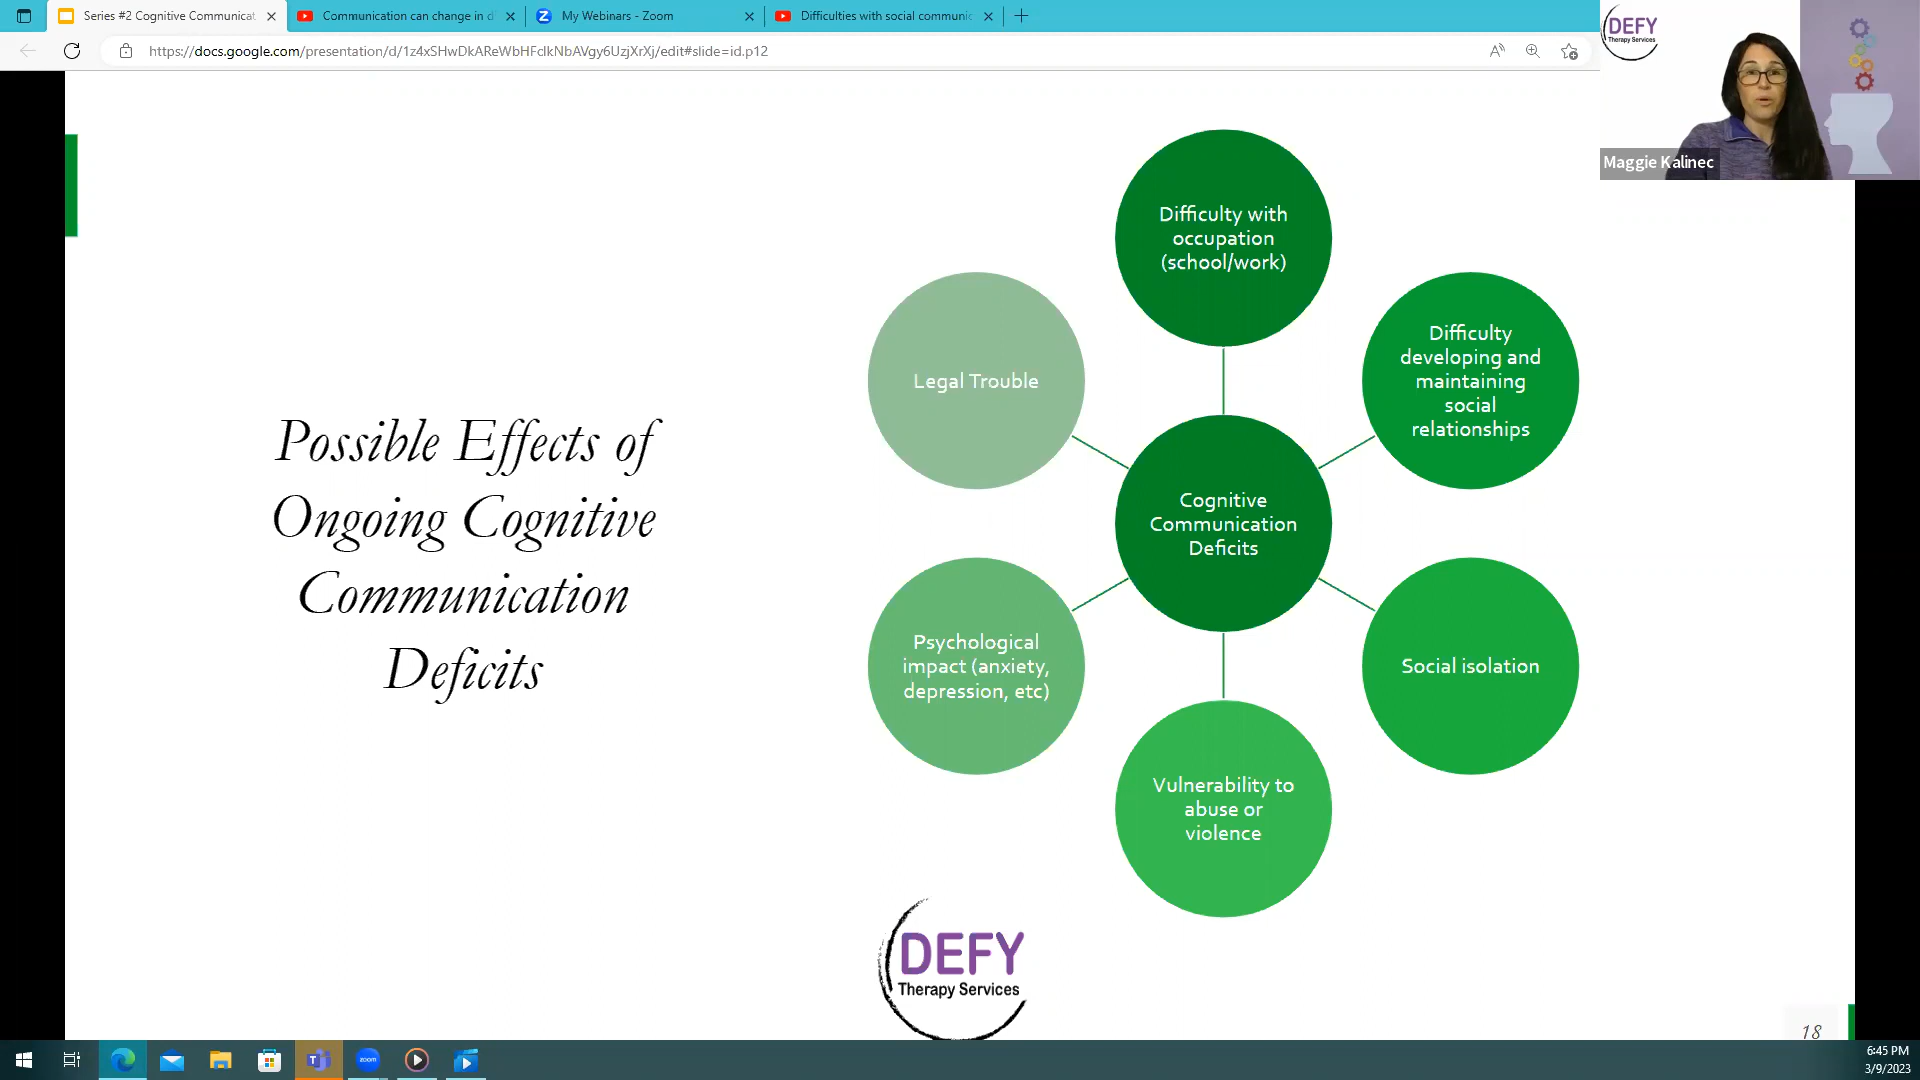 Series #2 Cognitive Communicat
Communication can change in d
My Webinars - Zoom
Difficulties with social communic
https://docs.google.com/presentation/d/1z4xSHwDkAReWbHFcIkNbAVgy6UzjXrXj/edit#slide=id.p12
DEFY
Therapy Services
Maggie Kalinec
Possible Effects of
Ongoing Cognitive
Communication
Deficits
Difficulty with
occupation
(school/work)
Difficulty
developing and
maintaining
social
relationships
Social isolation
Vulnerability to
abuse or
violence
Psychological
impact (anxiety,
depression, etc)
Legal Trouble
Cognitive
Communication
Deficits
DEFY
Therapy Services
18
zoom
6:45 PM
3/9/2023